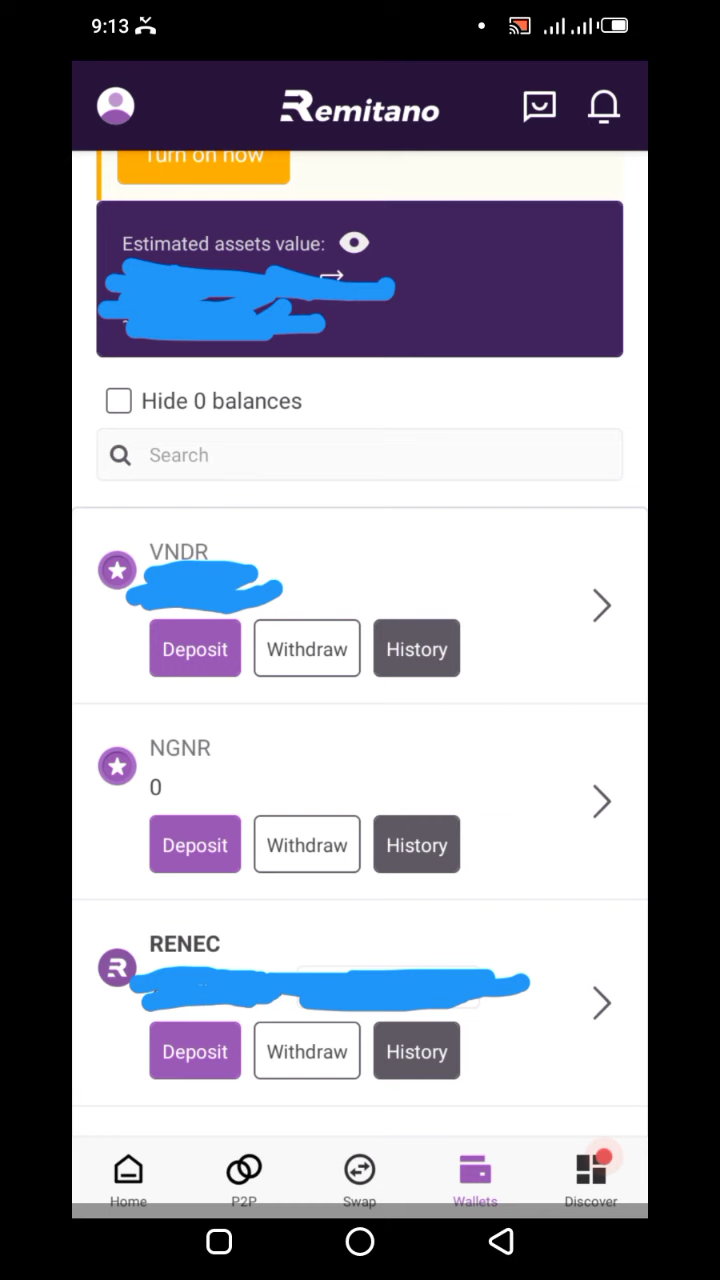 9:13
Remitano
Turn on now
Estimated assets value:
Hide 0 balances
Search
VNDR
Deposit Withdraw History
NGNR
0
Deposit Withdraw History
RENEC
Deposit Withdraw History
Home P2P Swap Wallets Discover